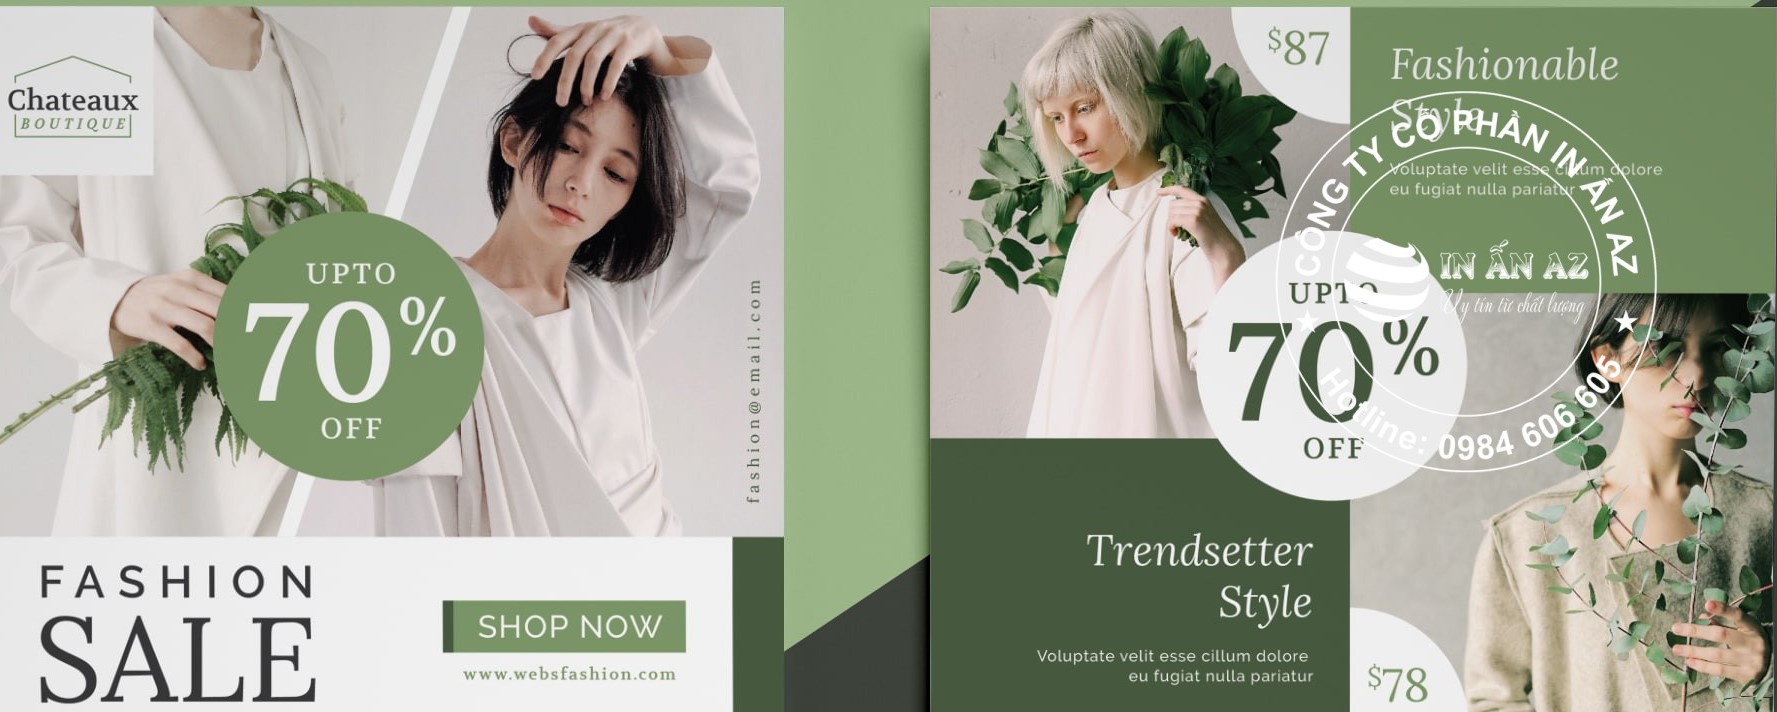 Chateaux
BOUTIQUE
UPTO
70%
OFF
fashion@email.com
FASHION
SALE
SHOP NOW
www.websfashion.com
$87
Fashionable
Style
Voluptate velit esse cillum dolore
eu fugiat nulla pariatur
CÔNG TY CỔ PHẦN IN ẤN AZ
IN ẤN AZ
Uy tín từ chất lượng
Hotline: 0984 606 605
UPTO
70%
OFF
Trendsetter
Style
Voluptate velit esse cillum dolore
eu fugiat nulla pariatur
$78